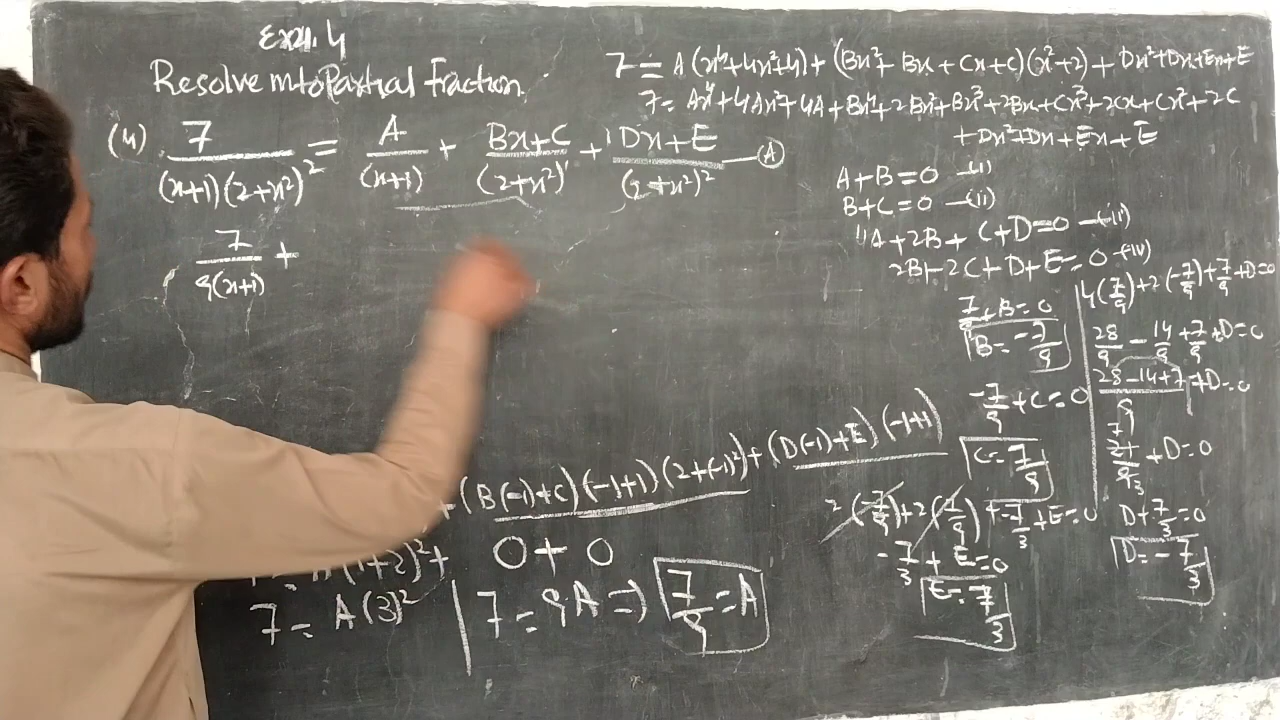 Ex 4.4
Resolve into Partial fraction.
(4) 7/((x+1)(2+x²)²) = A/(x+1) + (Bx+C)/(2+x²)' + (Dx+E)/(2+x²)² —(A)
7/(9(x+1)) +
7 = A(x⁴+4x²+4) + (Bx²+Bx+Cx+C)(x²+2) + Dx²+Dx+Ex+E
7 = Ax⁴+4Ax²+4A+Bx⁴+2Bx²+Bx³+2Bx+Cx³+2Cx+Cx²+2C
+Dx²+Dx+Ex+E
A+B=0 —(i)
B+C=0 —(ii)
4A+2B+C+D=0 —(iii)
2B+2C+D+E=0 —(iv)
7/9+B=0
B=-7/9
-7/9+C=0
C=7/9
4(7/9)+2(-7/9)+7/9+D=0
28/9-14/9+7/9+D=0
(28-14+7)/9+D=0
21/9+D=0
D+7/3=0
D=-7/3
2(-7/9)+2(7/9)+-7/3+E=0
-7/3+E=0
E=7/3
+(B(-1)+C)(-1+1)(2+(-1)²)+(D(-1)+E)(-1+1)
(1+2)²+ 0+0
7=A(3)²
7=9A=> 7/9=A